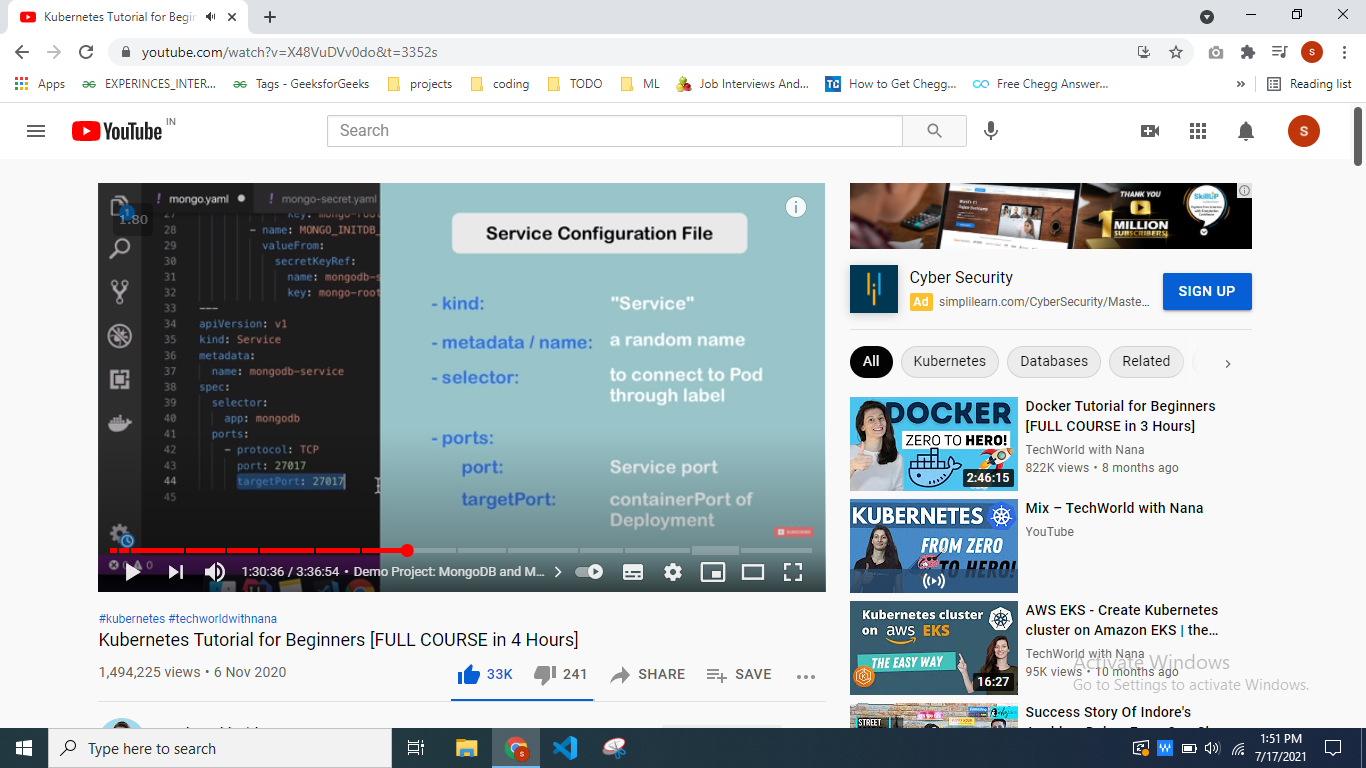 Kubernetes Tutorial for Begin
youtube.com/watch?v=X48VuDVv0do&t=3352s
S
Apps
EXPERINCES_INTER...
Tags - GeeksforGeeks
projects
coding
TODO
ML
Job Interviews And...
How to Get Chegg...
Free Chegg Answer...
»
Reading list
YouTube IN
Search
S
mongo.yaml
mongo-secret.yaml
1
1.80
27 key: mongo-root
28 - name: MONGO_INITDB_
29 valueFrom:
30 secretKeyRef:
31 name: mongodb-s
32 key: mongo-root
33 ---
34 apiVersion: v1
35 kind: Service
36 metadata:
37 name: mongodb-service
38 spec:
39 selector:
40 app: mongodb
41 ports:
42 - protocol: TCP
43 port: 27017
44 targetPort: 27017
45
Service Configuration File
- kind: "Service"
- metadata / name: a random name
- selector: to connect to Pod
through label
- ports:
port: Service port
targetPort: containerPort of
Deployment
SUBSCRIBE
1:30:36 / 3:36:54 • Demo Project: MongoDB and M...
#kubernetes #techworldwithnana
Kubernetes Tutorial for Beginners [FULL COURSE in 4 Hours]
1,494,225 views • 6 Nov 2020
33K
241
SHARE
SAVE
THANK YOU
1 MILLION
SUBSCRIBERS!
SKILLUP
Cyber Security
Ad simplilearn.com/CyberSecurity/Maste...
SIGN UP
All
Kubernetes
Databases
Related
DOCKER
ZERO TO HERO!
2:46:15
Docker Tutorial for Beginners
[FULL COURSE in 3 Hours]
TechWorld with Nana
822K views • 8 months ago
KUBERNETES
FROM ZERO
TO HERO!
Mix – TechWorld with Nana
YouTube
Kubernetes cluster
on aws EKS
THE EASY WAY
16:27
AWS EKS - Create Kubernetes
cluster on Amazon EKS | the...
TechWorld with Nana
95K views • 10 months ago
Activate Windows
Go to Settings to activate Windows.
STREET
Success Story Of Indore's
Type here to search
1:51 PM
7/17/2021